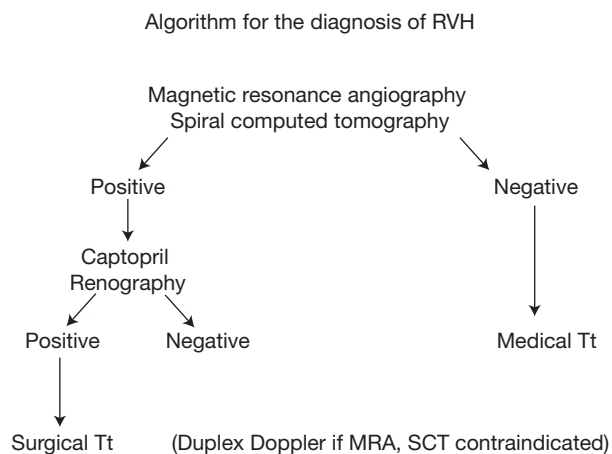 Algorithm for the diagnosis of RVH
Magnetic resonance angiography
Spiral computed tomography
Positive
Negative
Captopril
Renography
Positive
Negative
Medical Tt
Surgical Tt
(Duplex Doppler if MRA, SCT contraindicated)